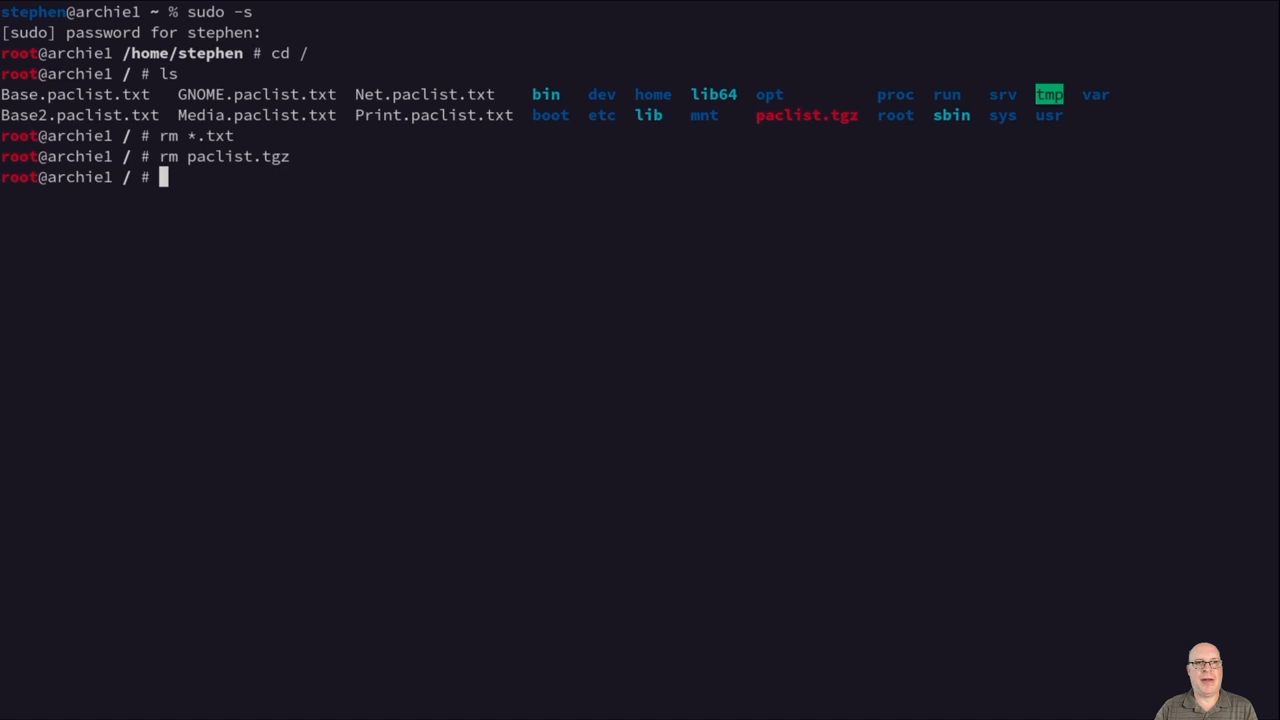 stephen@archie1 ~ % sudo -s
[sudo] password for stephen:
root@archie1 /home/stephen # cd /
root@archie1 / # ls
Base.paclist.txt GNOME.paclist.txt Net.paclist.txt bin dev home lib64 opt proc run srv tmp var
Base2.paclist.txt Media.paclist.txt Print.paclist.txt boot etc lib mnt paclist.tgz root sbin sys usr
root@archie1 / # rm *.txt
root@archie1 / # rm paclist.tgz
root@archie1 / #